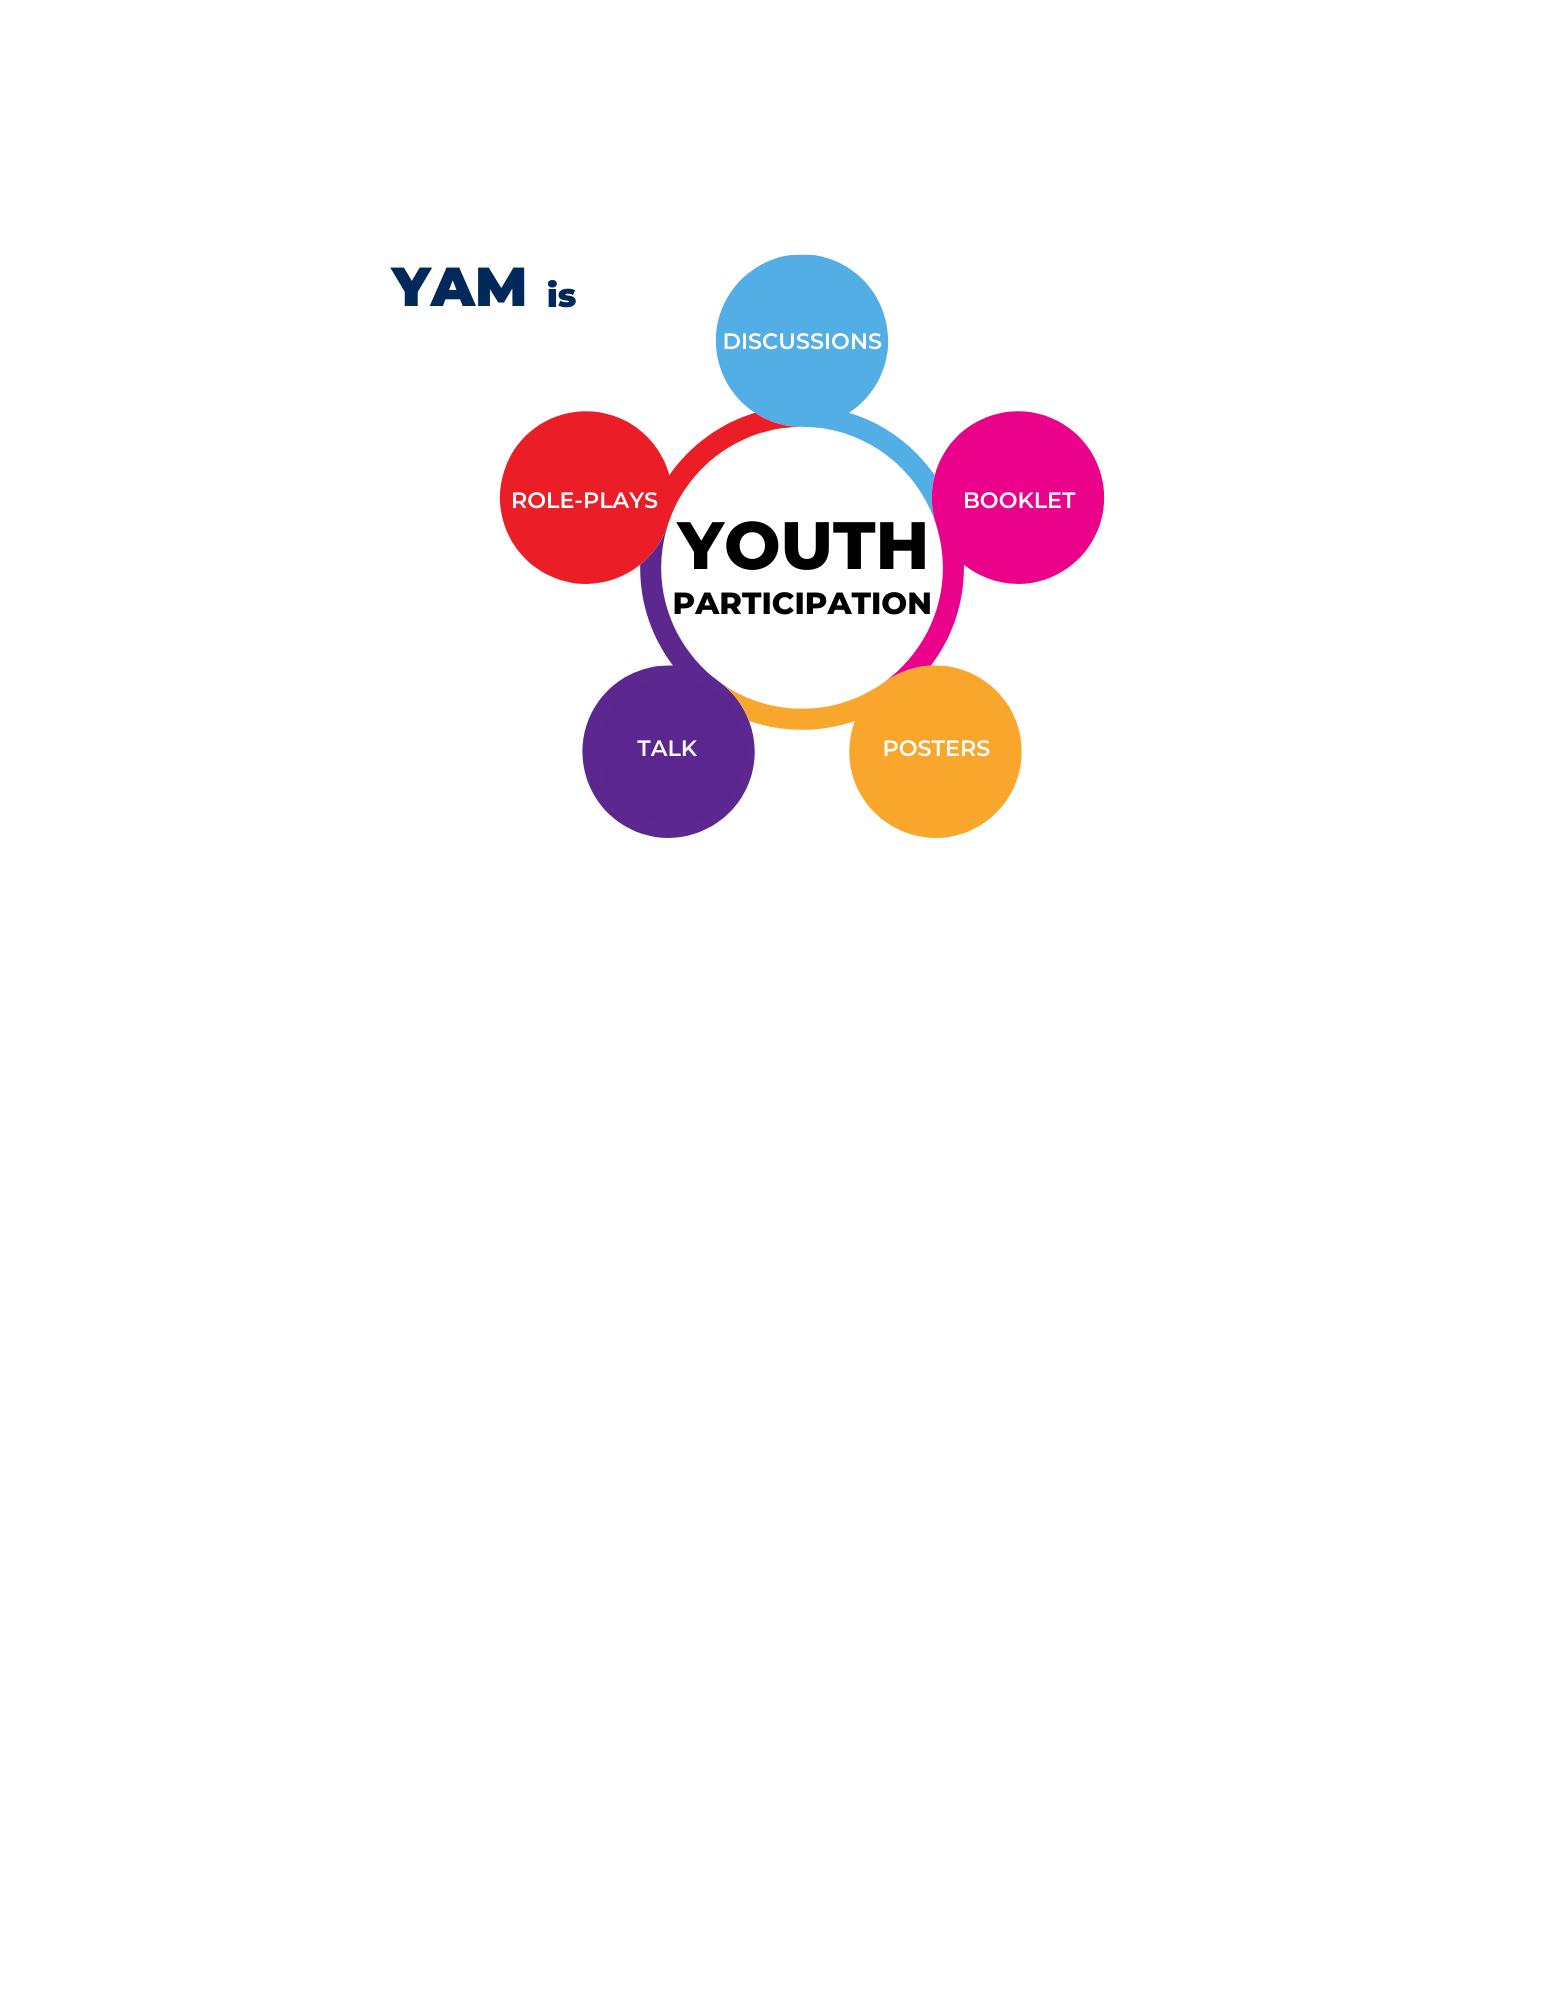 YAM is
DISCUSSIONS
ROLE-PLAYS
BOOKLET
YOUTH
PARTICIPATION
TALK
POSTERS